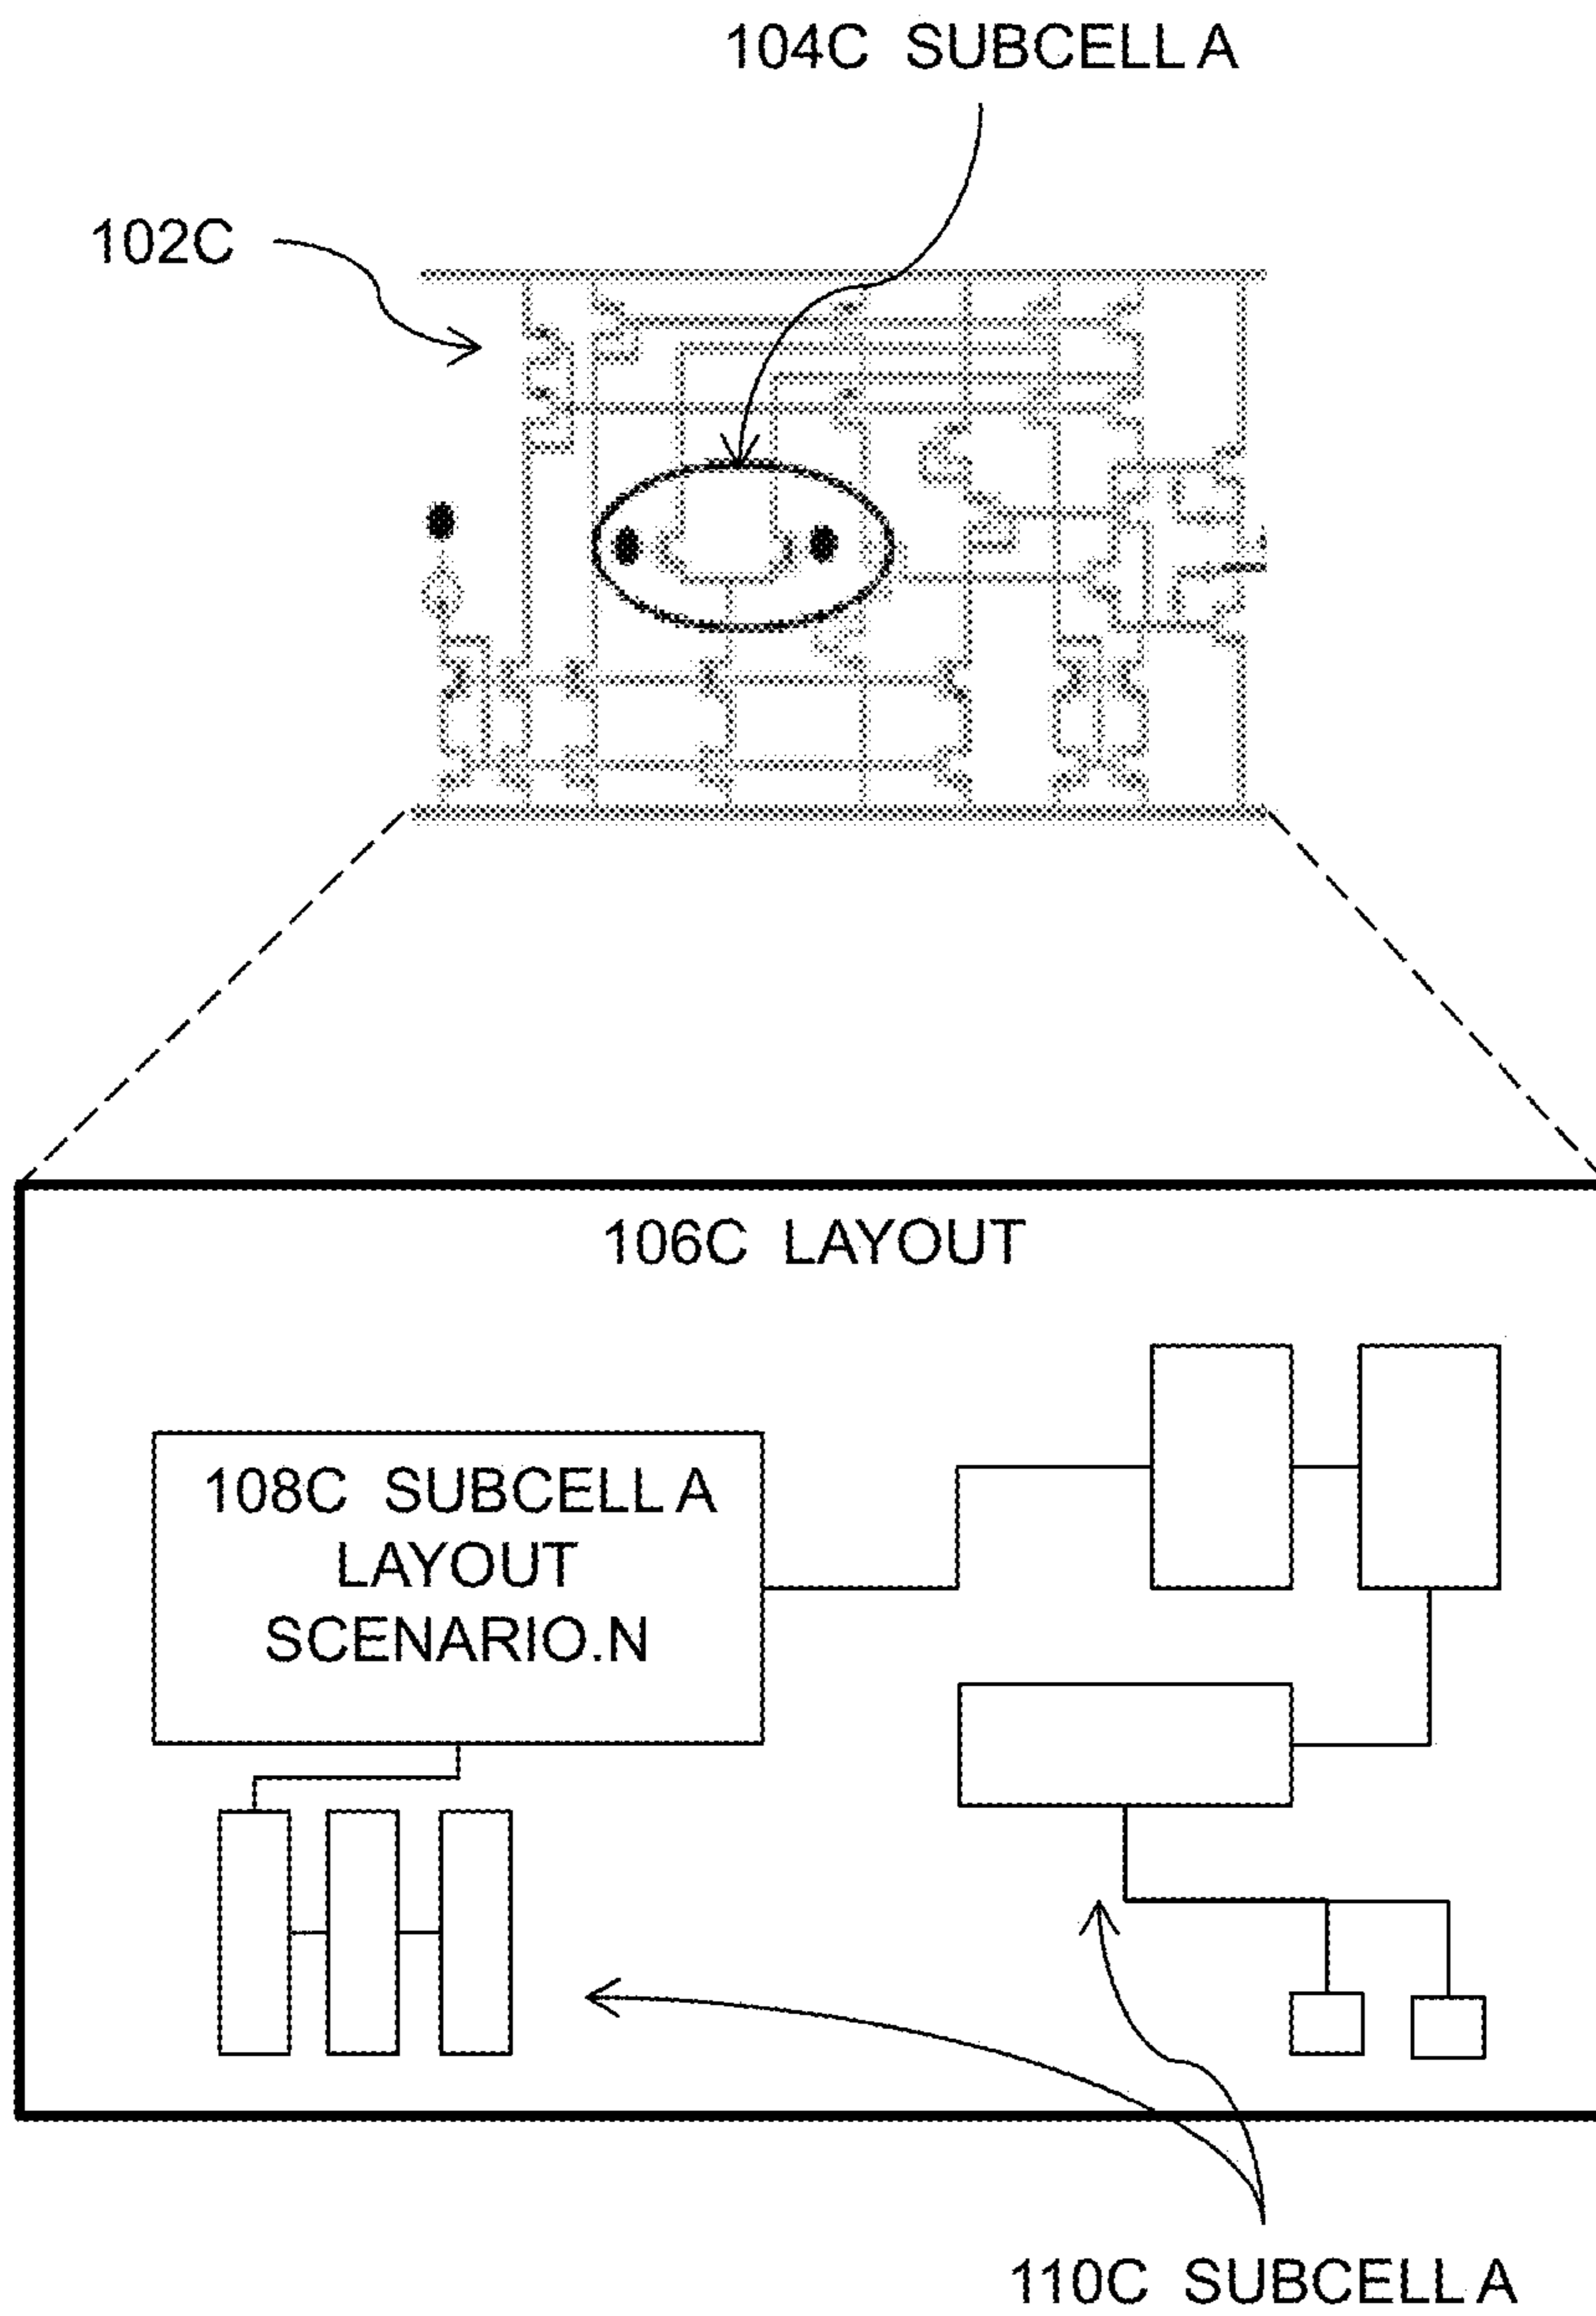 104C SUBCELL A
102C
106C LAYOUT
108C SUBCELL A
LAYOUT
SCENARIO.N
110C SUBCELL A